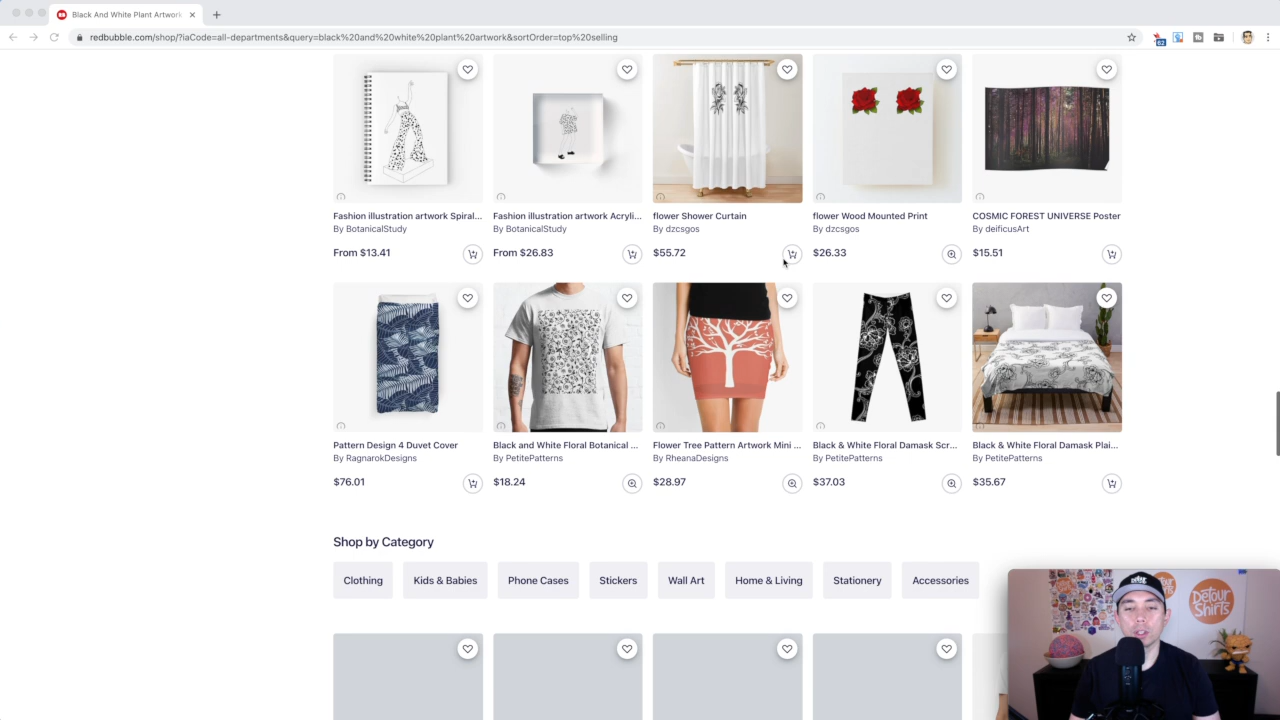 Black And White Plant Artwork
redbubble.com/shop/?iaCode=all-departments&query=black%20and%20white%20plant%20artwork&sortOrder=top%20selling
Fashion illustration artwork Spiral...
By BotanicalStudy
From $13.41
Fashion illustration artwork Acryli...
By BotanicalStudy
From $26.83
flower Shower Curtain
By dzcsgos
$55.72
flower Wood Mounted Print
By dzcsgos
$26.33
COSMIC FOREST UNIVERSE Poster
By deificusArt
$15.51
Pattern Design 4 Duvet Cover
By RagnarokDesigns
$76.01
Black and White Floral Botanical ...
By PetitePatterns
$18.24
Flower Tree Pattern Artwork Mini ...
By RheanaDesigns
$28.97
Black & White Floral Damask Scr...
By PetitePatterns
$37.03
Black & White Floral Damask Plai...
By PetitePatterns
$35.67
Shop by Category
Clothing
Kids & Babies
Phone Cases
Stickers
Wall Art
Home & Living
Stationery
Accessories
DETOUR
SHIRTS